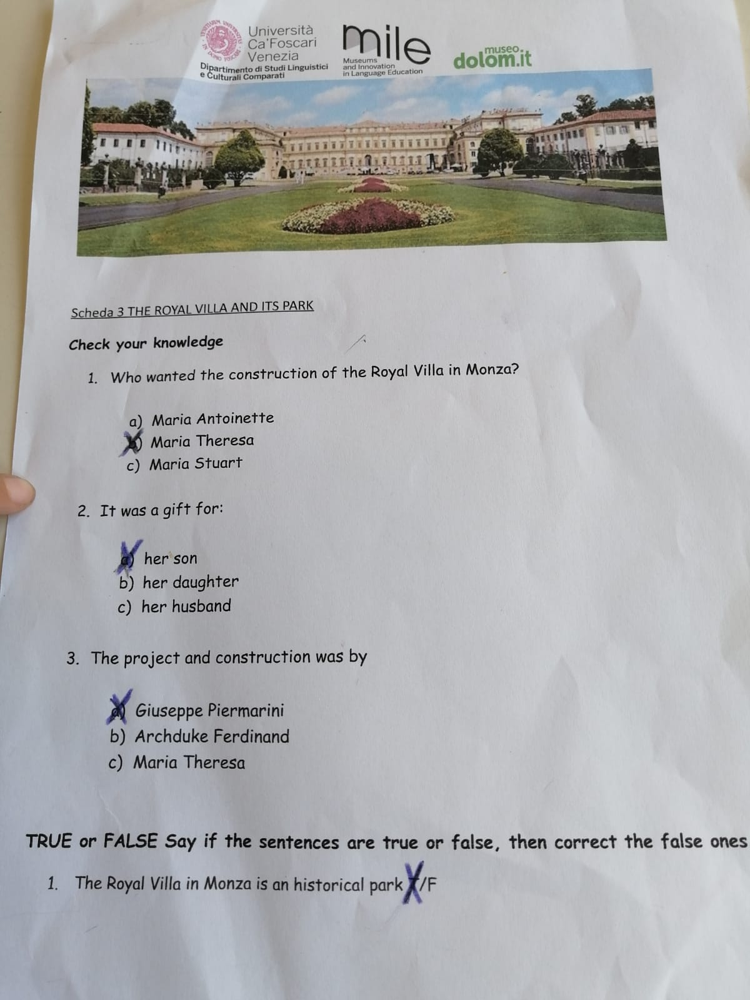 Università
Ca'Foscari
Venezia
Dipartimento di Studi Linguistici
e Culturali Comparati
mile
Museums
and Innovation
in Language Education
museo.
dolom.it
Scheda 3 THE ROYAL VILLA AND ITS PARK
Check your knowledge
1. Who wanted the construction of the Royal Villa in Monza?
a) Maria Antoinette
b) Maria Theresa
c) Maria Stuart
2. It was a gift for:
a) her son
b) her daughter
c) her husband
3. The project and construction was by
a) Giuseppe Piermarini
b) Archduke Ferdinand
c) Maria Theresa
TRUE or FALSE Say if the sentences are true or false, then correct the false ones
1. The Royal Villa in Monza is an historical park T/F